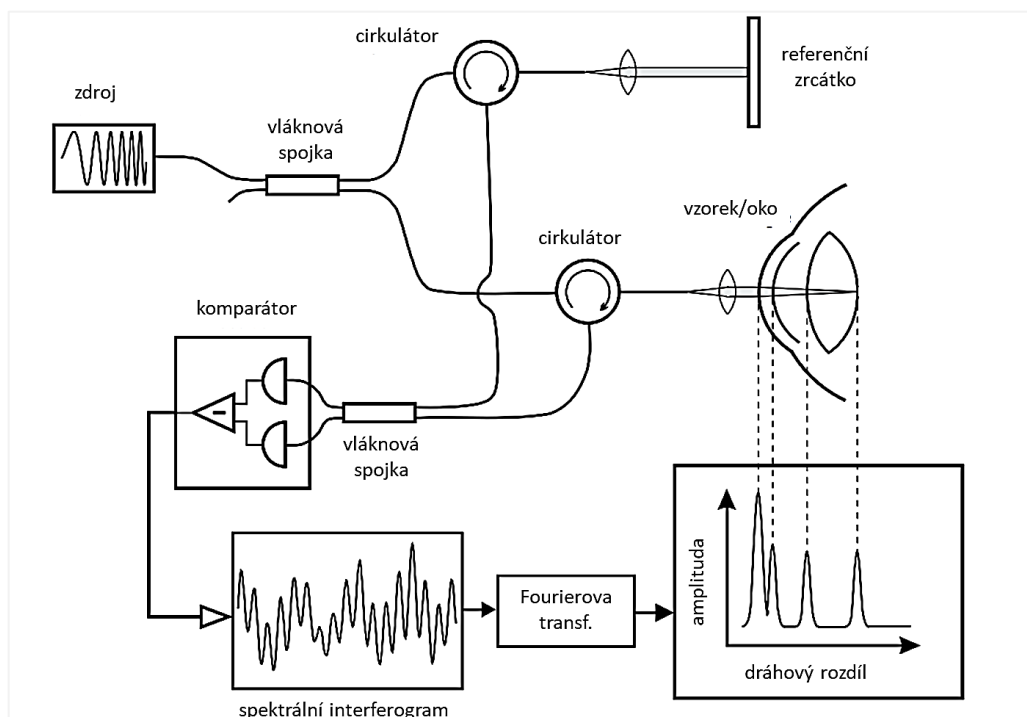 cirkulátor
referenční
zrcátko
zdroj
vláknová
spojka
vzorek/oko
cirkulátor
komparátor
vláknová
spojka
amplituda
dráhový rozdíl
Fourierova
transf.
spektrální interferogram